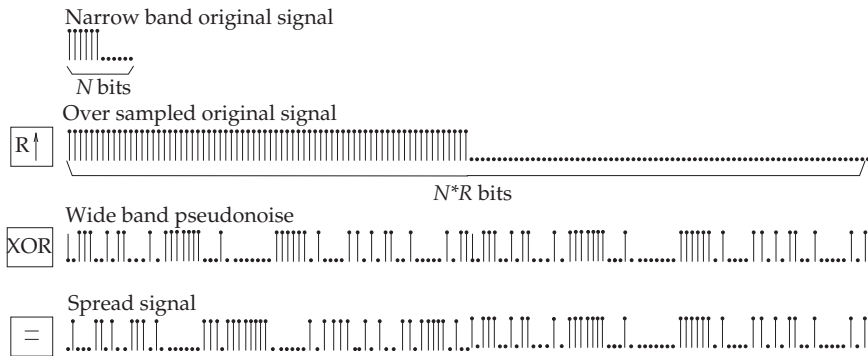 Narrow band original signal
N bits
Over sampled original signal
R↑
N*R bits
Wide band pseudonoise
XOR
Spread signal
=